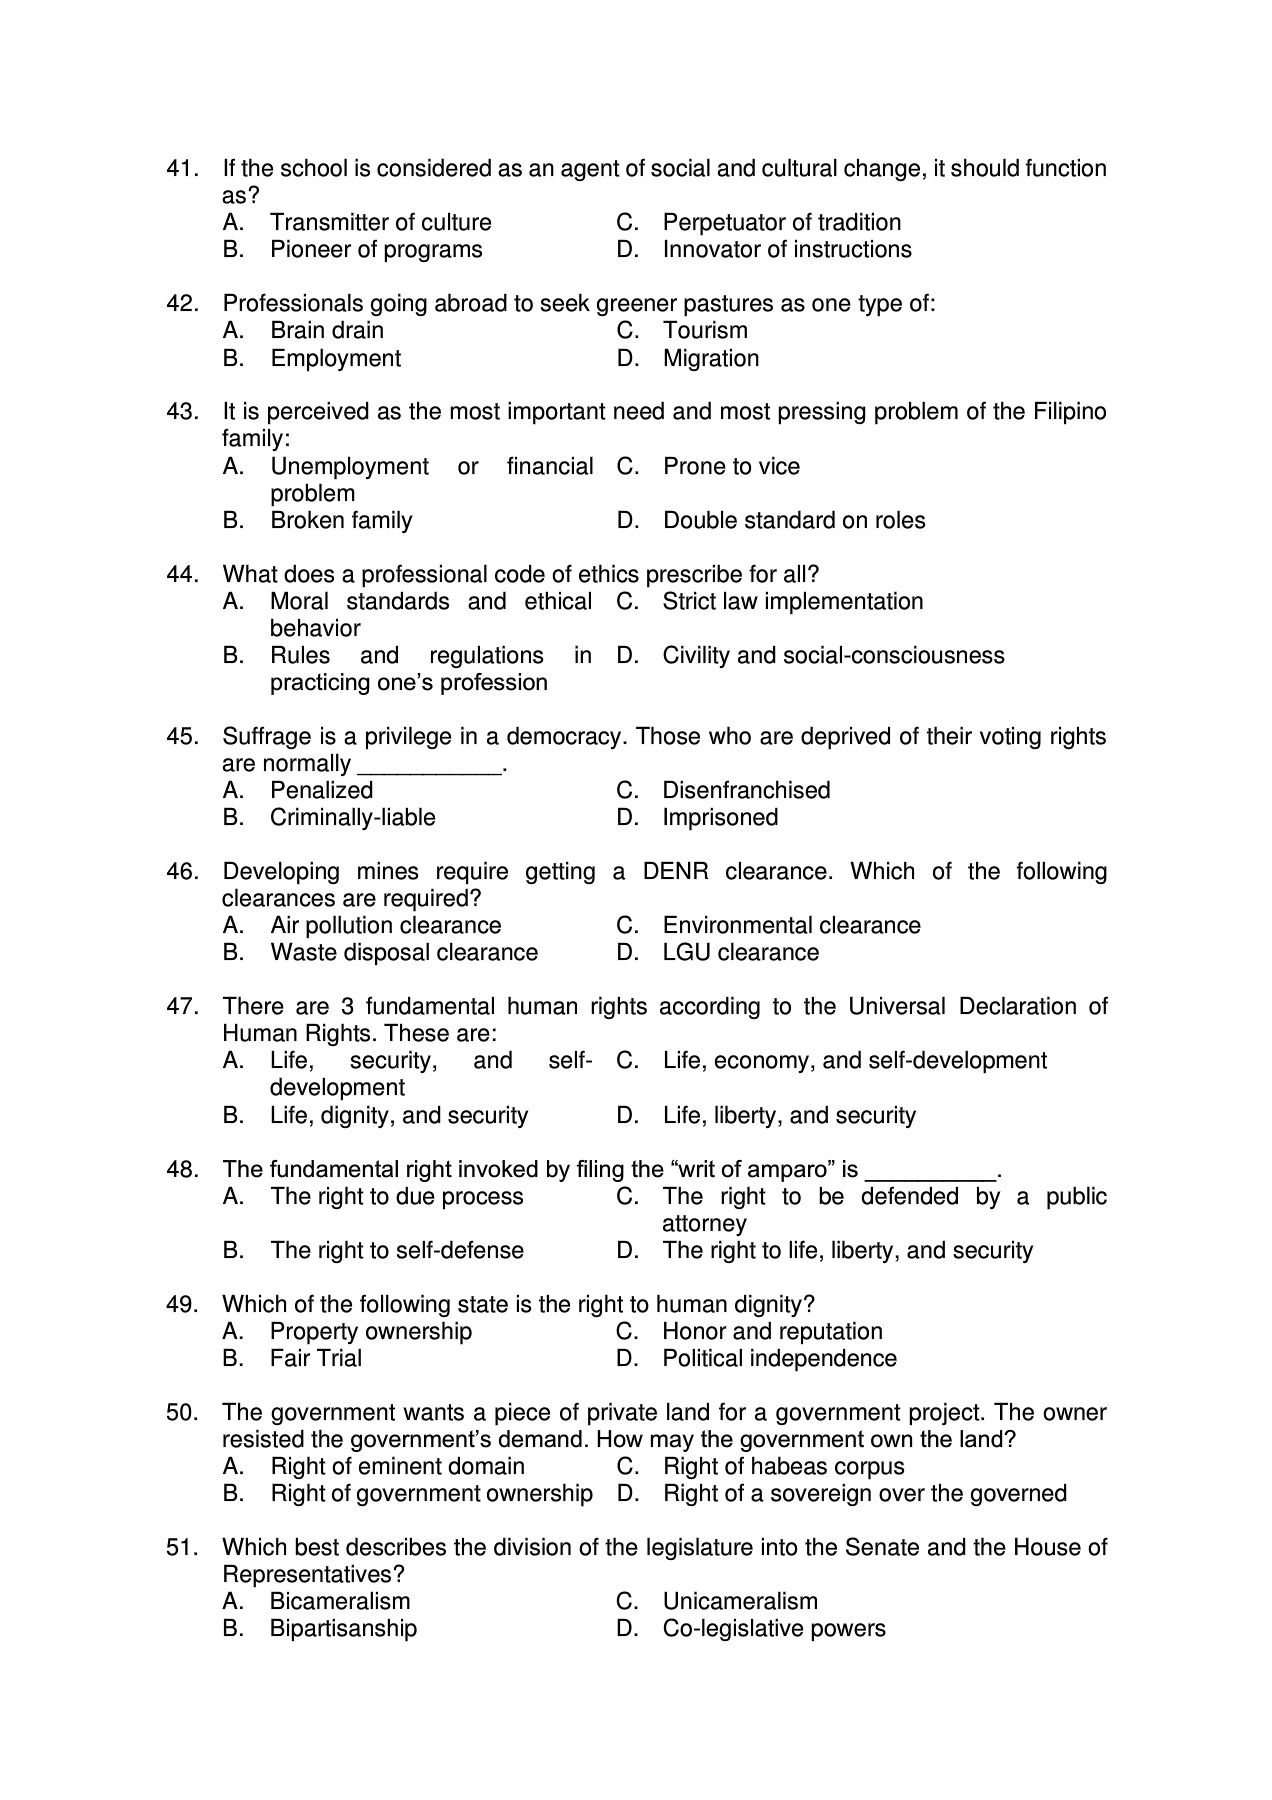 41. If the school is considered as an agent of social and cultural change, it should function
as?
A. Transmitter of culture C. Perpetuator of tradition
B. Pioneer of programs D. Innovator of instructions
42. Professionals going abroad to seek greener pastures as one type of:
A. Brain drain C. Tourism
B. Employment D. Migration
43. It is perceived as the most important need and most pressing problem of the Filipino
family:
A. Unemployment or financial C. Prone to vice
problem
B. Broken family D. Double standard on roles
44. What does a professional code of ethics prescribe for all?
A. Moral standards and ethical C. Strict law implementation
behavior
B. Rules and regulations in D. Civility and social-consciousness
practicing one’s profession
45. Suffrage is a privilege in a democracy. Those who are deprived of their voting rights
are normally ___________.
A. Penalized C. Disenfranchised
B. Criminally-liable D. Imprisoned
46. Developing mines require getting a DENR clearance. Which of the following
clearances are required?
A. Air pollution clearance C. Environmental clearance
B. Waste disposal clearance D. LGU clearance
47. There are 3 fundamental human rights according to the Universal Declaration of
Human Rights. These are:
A. Life, security, and self- C. Life, economy, and self-development
development
B. Life, dignity, and security D. Life, liberty, and security
48. The fundamental right invoked by filing the “writ of amparo” is __________.
A. The right to due process C. The right to be defended by a public
attorney
B. The right to self-defense D. The right to life, liberty, and security
49. Which of the following state is the right to human dignity?
A. Property ownership C. Honor and reputation
B. Fair Trial D. Political independence
50. The government wants a piece of private land for a government project. The owner
resisted the government’s demand. How may the government own the land?
A. Right of eminent domain C. Right of habeas corpus
B. Right of government ownership D. Right of a sovereign over the governed
51. Which best describes the division of the legislature into the Senate and the House of
Representatives?
A. Bicameralism C. Unicameralism
B. Bipartisanship D. Co-legislative powers